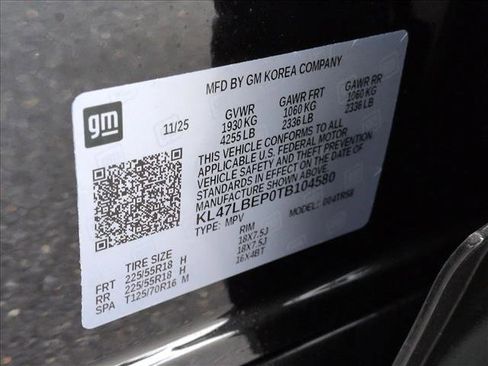 MFD BY GM KOREA COMPANY
gm
11/25
GVWR GAWR FRT GAWR RR
1930 KG 1060 KG 1060 KG
4255 LB 2336 LB 2336 LB
THIS VEHICLE CONFORMS TO ALL
APPLICABLE U.S. FEDERAL MOTOR
VEHICLE SAFETY AND THEFT PREVENTION
STANDARDS IN EFFECT ON THE DATE OF
MANUFACTURE SHOWN ABOVE.
KL47LBEP0TB104580
TYPE: MPV MODEL:
TIRE SIZE RIM
FRT 225/55R18 H 18X7.5J
RR 225/55R18 H 18X7.5J
SPA T125/70R16 M 16X4BT